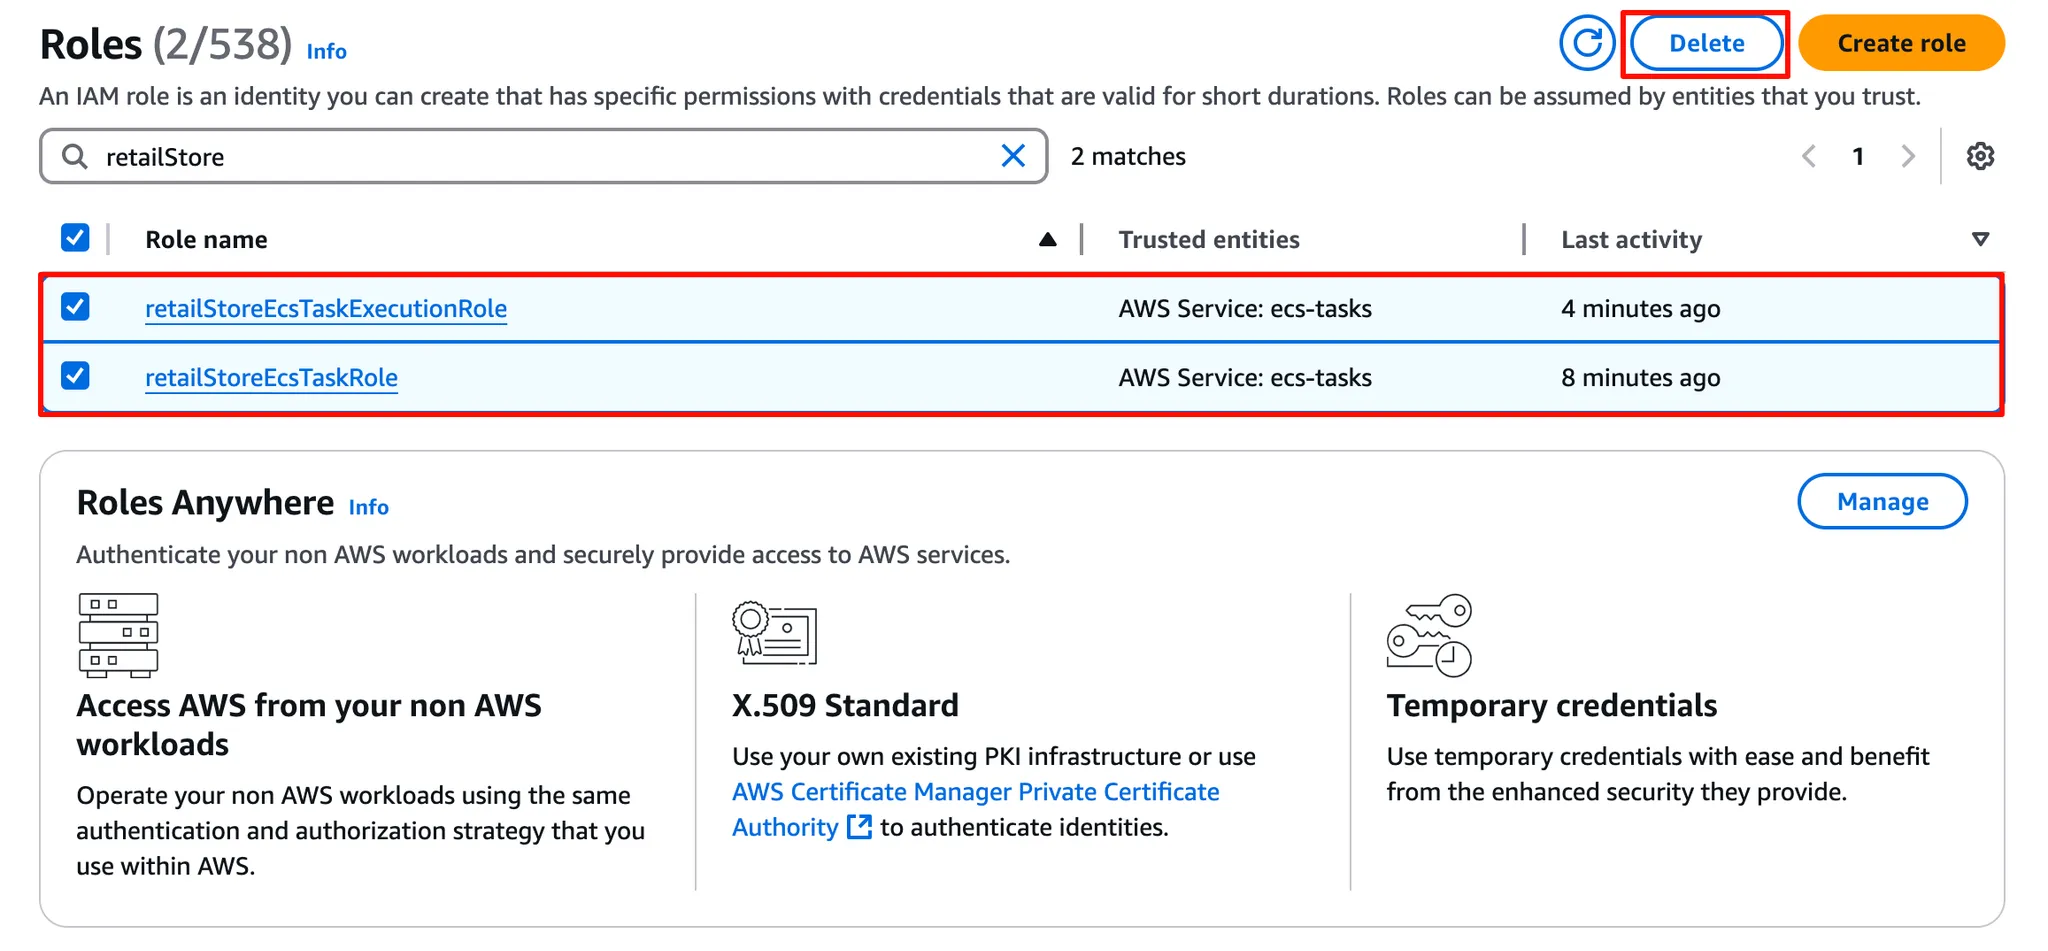 Roles (2/538) Info
Delete
Create role
An IAM role is an identity you can create that has specific permissions with credentials that are valid for short durations. Roles can be assumed by entities that you trust.
retailStore
2 matches
1
Role name
Trusted entities
Last activity
retailStoreEcsTaskExecutionRole
AWS Service: ecs-tasks
4 minutes ago
retailStoreEcsTaskRole
AWS Service: ecs-tasks
8 minutes ago
Roles Anywhere Info
Manage
Authenticate your non AWS workloads and securely provide access to AWS services.
Access AWS from your non AWS
workloads
Operate your non AWS workloads using the same
authentication and authorization strategy that you
use within AWS.
X.509 Standard
Use your own existing PKI infrastructure or use
AWS Certificate Manager Private Certificate
Authority to authenticate identities.
Temporary credentials
Use temporary credentials with ease and benefit
from the enhanced security they provide.